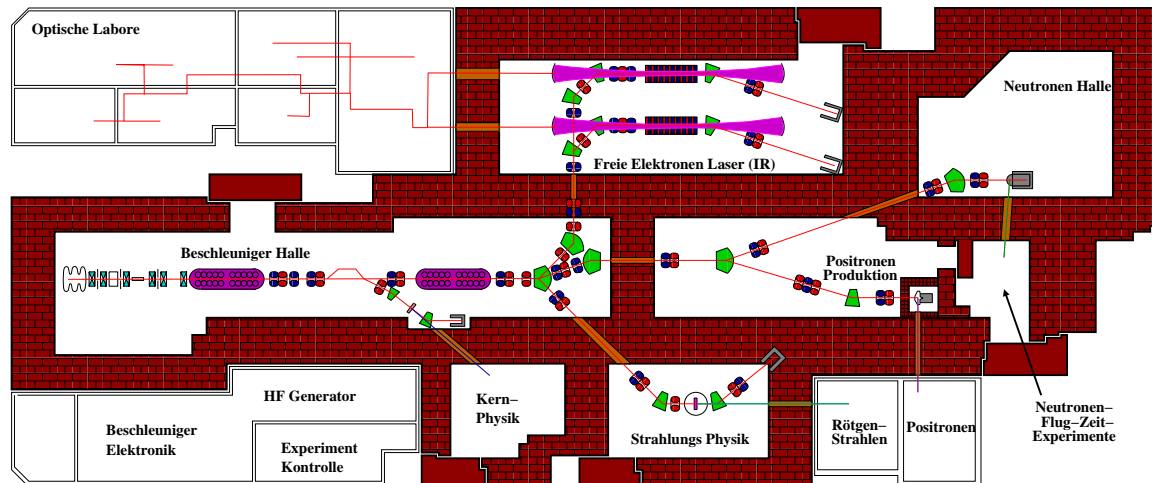 Optische Labore
Neutronen Halle
Freie Elektronen Laser (IR)
Beschleuniger Halle
Positronen
Produktion
HF Generator
Beschleuniger
Elektronik
Experiment
Kontrolle
Kern–
Physik
Strahlungs Physik
Rötgen–
Strahlen
Positronen
Neutronen–
Flug–Zeit–
Experimente